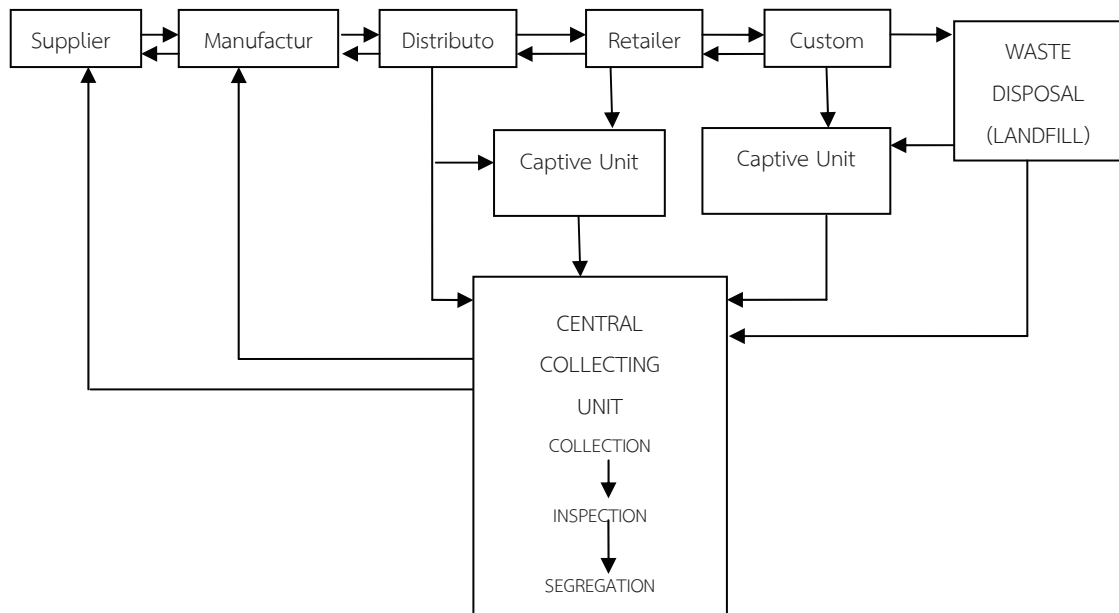 Supplier
Manufactur
Distributo
Retailer
Custom
WASTE
DISPOSAL
(LANDFILL)
Captive Unit
Captive Unit
CENTRAL
COLLECTING
UNIT
COLLECTION
INSPECTION
SEGREGATION